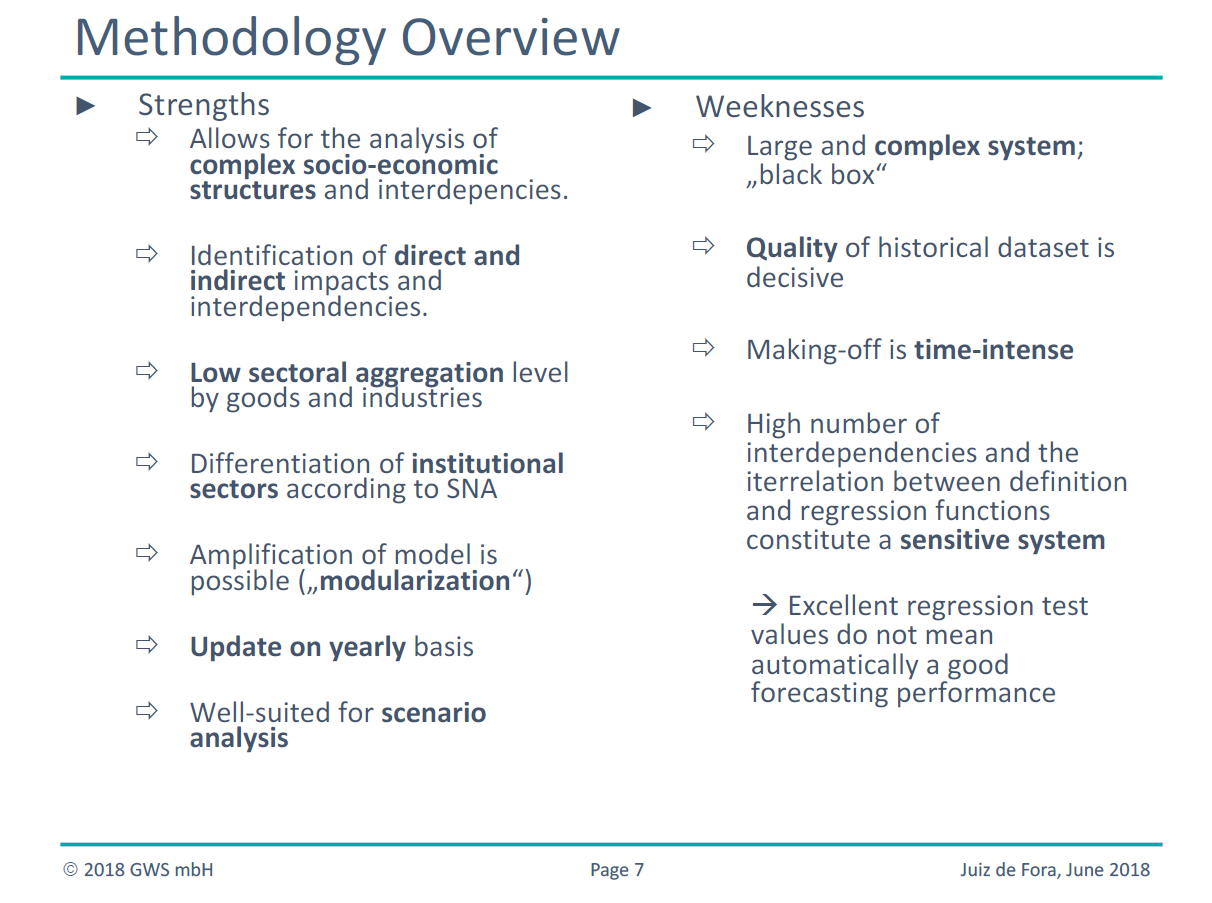 Methodology Overview
► Strengths
⇨ Allows for the analysis of
complex socio-economic
structures and interdepencies.
⇨ Identification of direct and
indirect impacts and
interdependencies.
⇨ Low sectoral aggregation level
by goods and industries
⇨ Differentiation of institutional
sectors according to SNA
⇨ Amplification of model is
possible („modularization“)
⇨ Update on yearly basis
⇨ Well-suited for scenario
analysis
► Weeknesses
⇨ Large and complex system;
„black box“
⇨ Quality of historical dataset is
decisive
⇨ Making-off is time-intense
⇨ High number of
interdependencies and the
iterrelation between definition
and regression functions
constitute a sensitive system
→ Excellent regression test
values do not mean
automatically a good
forecasting performance
© 2018 GWS mbH
Page 7
Juiz de Fora, June 2018